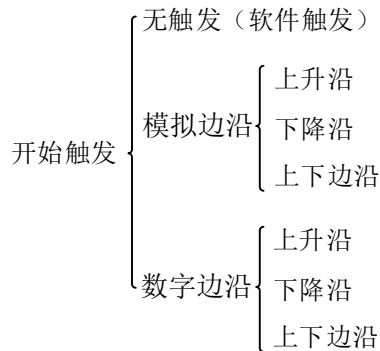 无触发（软件触发）
上升沿
模拟边沿
下降沿
开始触发
上下边沿
上升沿
数字边沿
下降沿
上下边沿